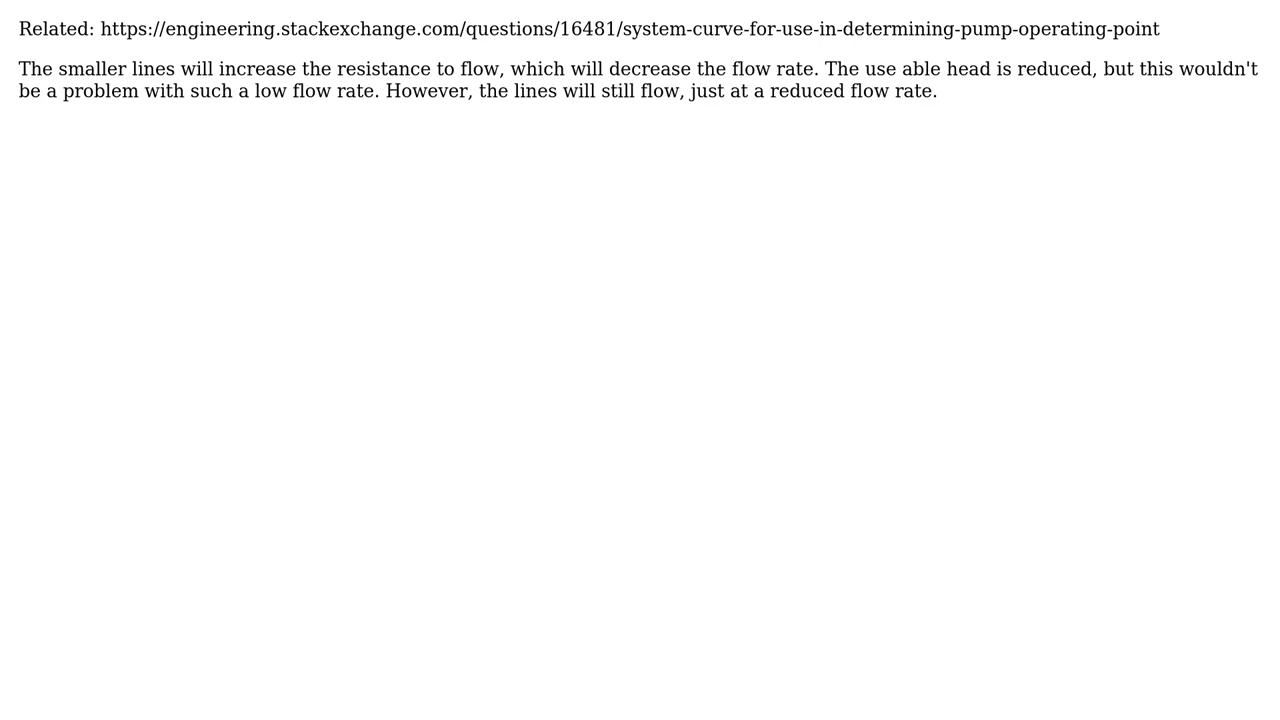 Related: https://engineering.stackexchange.com/questions/16481/system-curve-for-use-in-determining-pump-operating-point
The smaller lines will increase the resistance to flow, which will decrease the flow rate. The use able head is reduced, but this wouldn't
be a problem with such a low flow rate. However, the lines will still flow, just at a reduced flow rate.